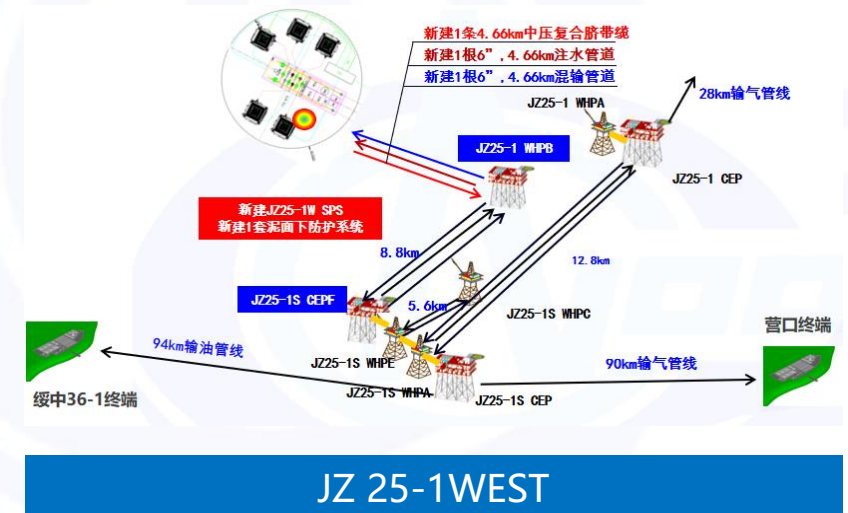 新建1条4.66km中压复合脐带缆
新建1根6”,4.66km注水管道
新建1根6”,4.66km混输管道
JZ25-1 WHPA
28km输气管线
JZ25-1 WHPB
JZ25-1 CEP
新建JZ25-1W SPS
新建1套泥面下防护系统
8.8km
12.8km
JZ25-1S CEPF
5.6km
JZ25-1S WHPC
营口终端
94km输油管线
JZ25-1S WHPE
90km输气管线
JZ25-1S WHPA
JZ25-1S CEP
绥中36-1终端
JZ 25-1WEST